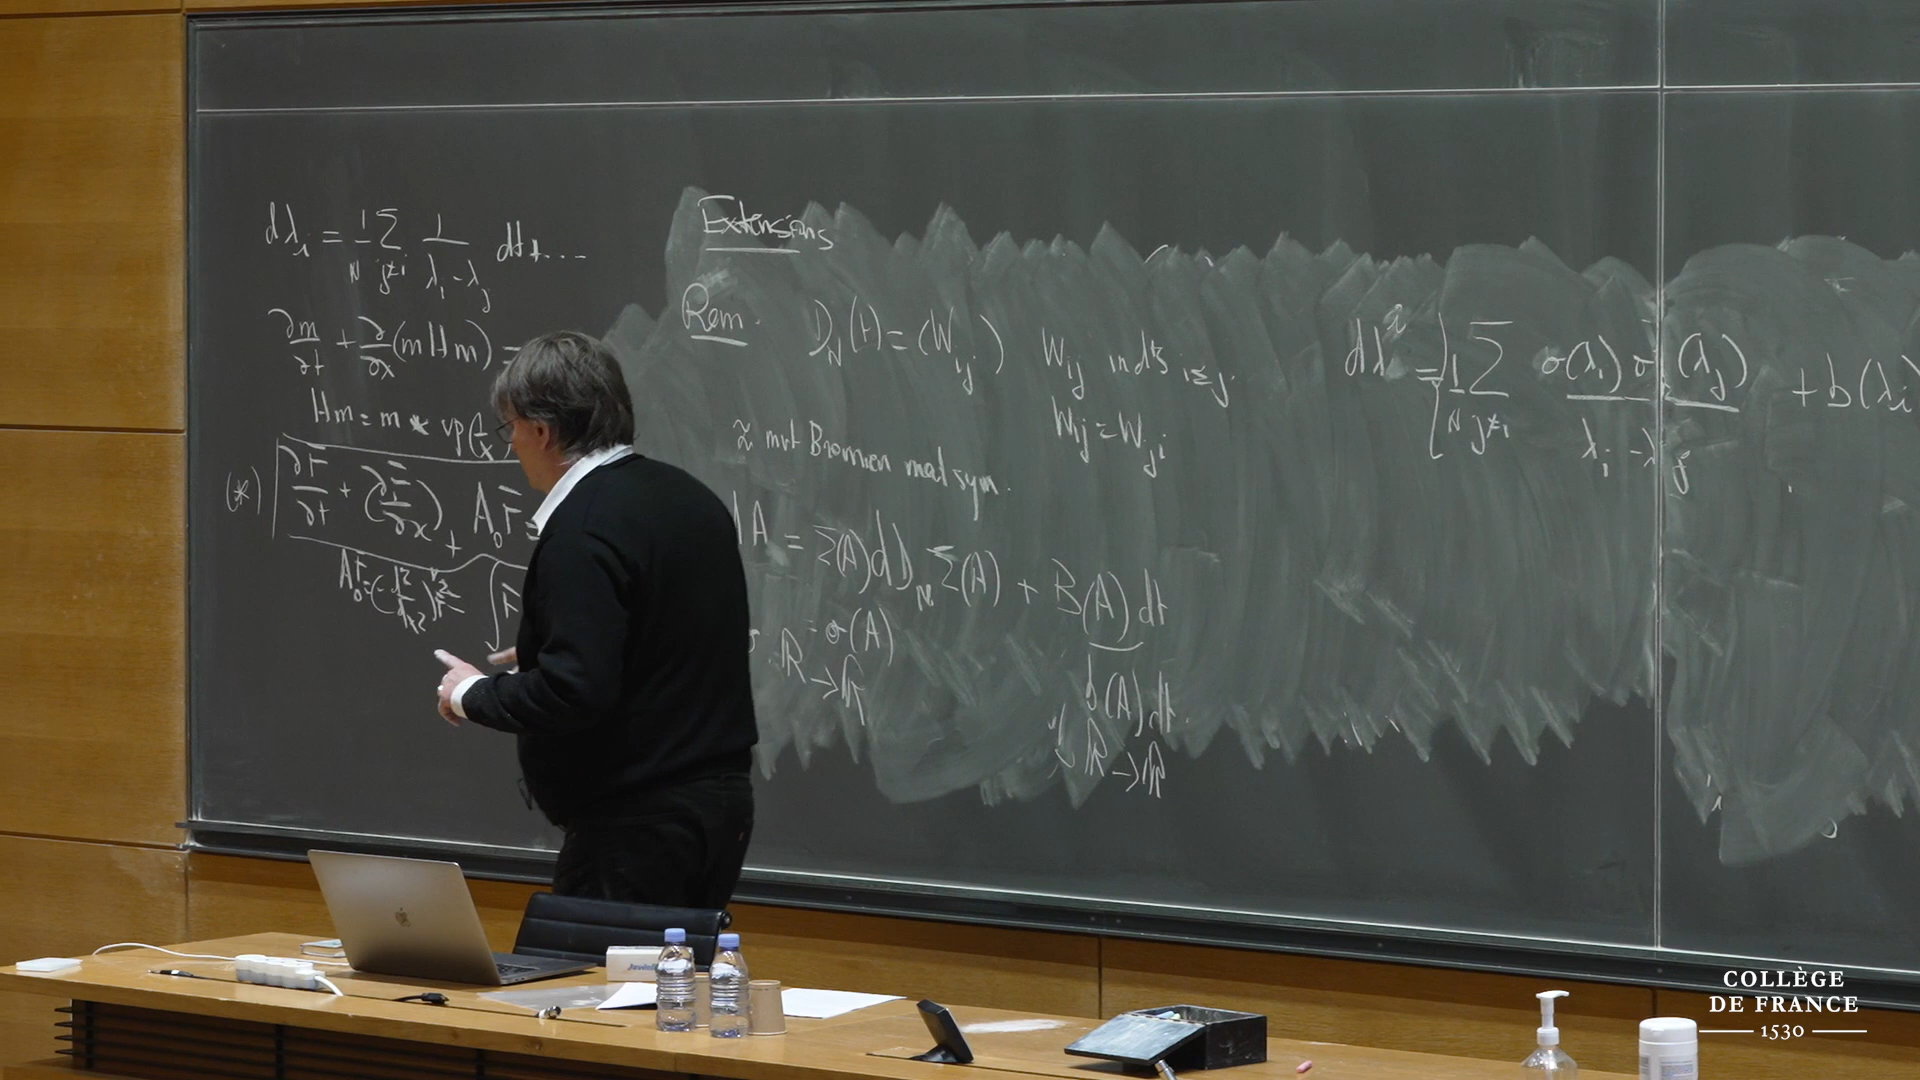 dλ_i = 1/N Σ_{j≠i} 1/(λ_i - λ_j) dt + ...
∂m/∂t + ∂/∂x (m Hm) =
Hm = m * vp(1/x)
(*) ∂F/∂t + (∂F/∂x)_+ A_0 F =
Extensions
Rem.
D_N(t) = (W_ij) W_ij indts i≤j.
W_ij = W_ji
≈ mvt Brownien mat sym.
dA = Σ(A) dD_N Σ(A) + B(A) dt
σ(A)
R → R
b(A) dt.
R → R
dλ^i = 1/N Σ_{j≠i} σ(λ_i) σ(λ_j)/(λ_i - λ_j) + b(λ_i)
COLLÈGE
DE FRANCE
1530